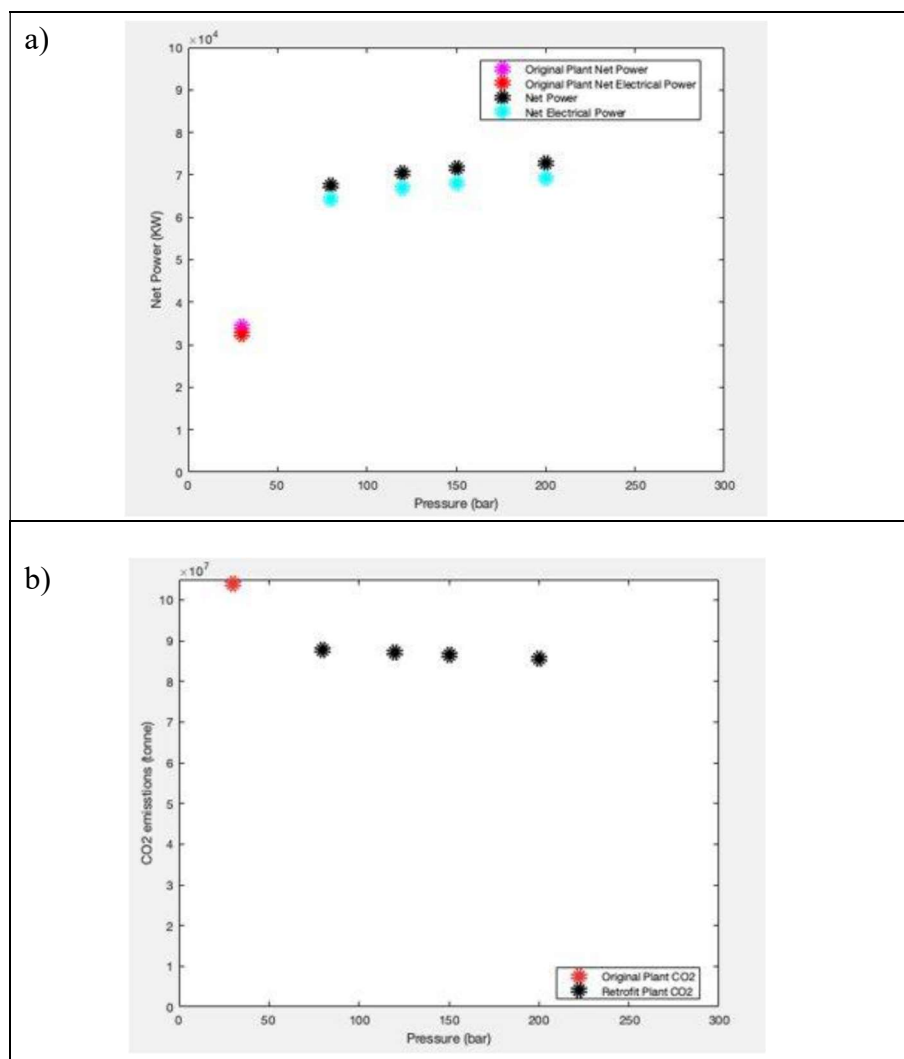 a)
×10⁴
10
9
8
7
6
5
4
3
2
1
0
Net Power (KW)
Original Plant Net Power
Original Plant Net Electrical Power
Net Power
Net Electrical Power
0 50 100 150 200 250 300
Pressure (bar)
b)
×10⁷
10
9
8
7
6
5
4
3
2
1
0
CO2 emisstions (tonne)
Original Plant CO2
Retrofit Plant CO2
0 50 100 150 200 250 300
Pressure (bar)